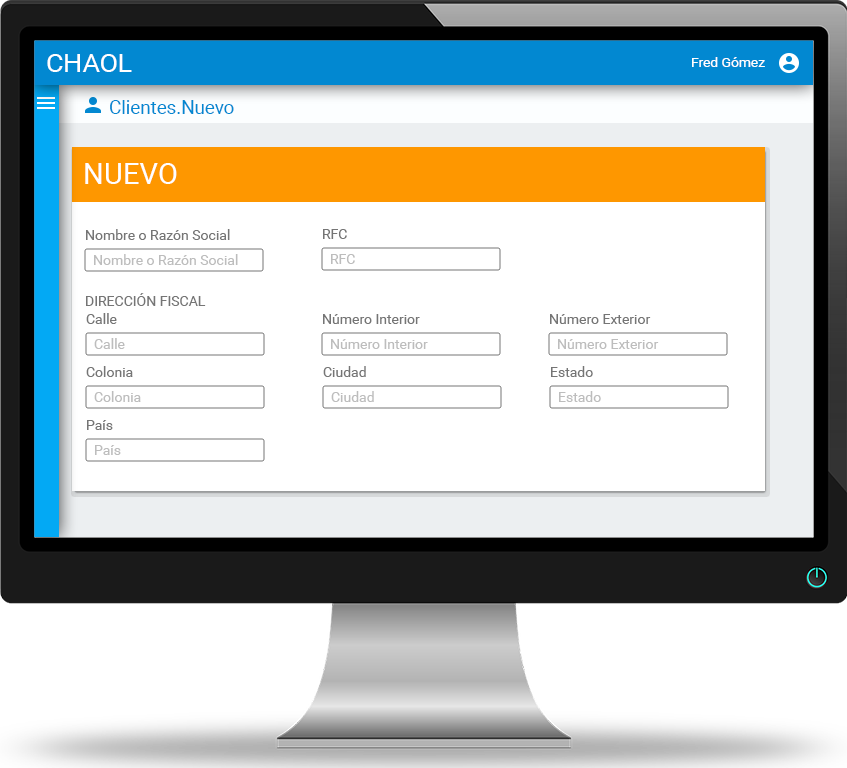 CHAOL
Fred Gómez
Clientes.Nuevo
NUEVO
Nombre o Razón Social
RFC
Nombre o Razón Social
RFC
DIRECCIÓN FISCAL
Calle
Número Interior
Número Exterior
Calle
Número Interior
Número Exterior
Colonia
Ciudad
Estado
Colonia
Ciudad
Estado
País
País